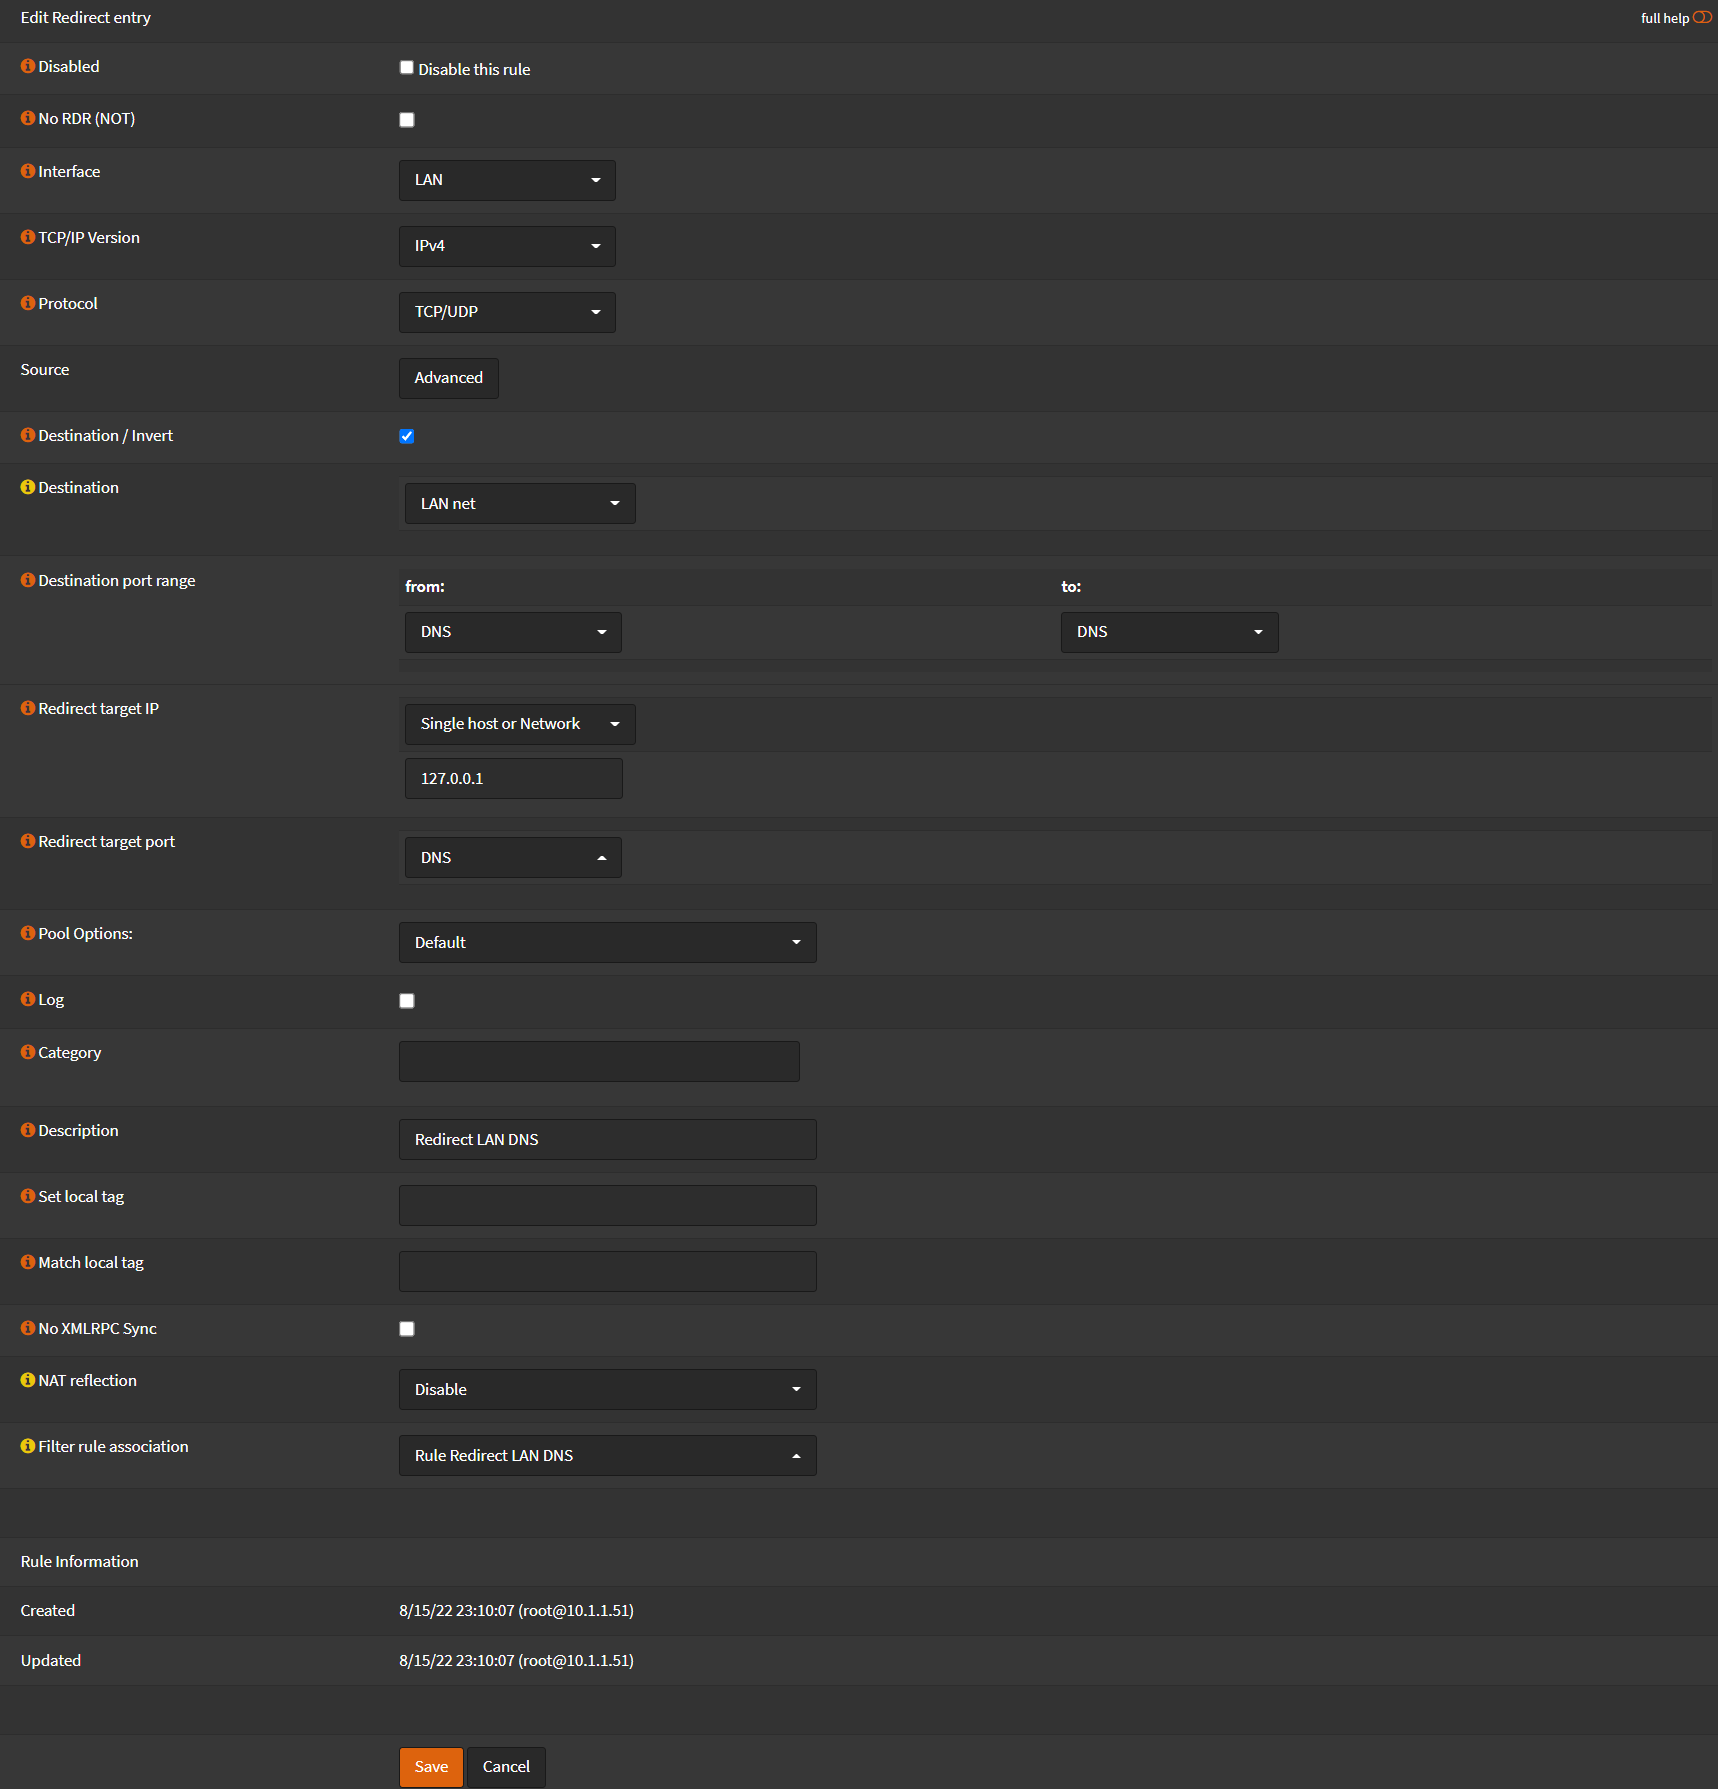 Edit Redirect entry
full help
Disabled
Disable this rule
No RDR (NOT)
Interface
LAN
TCP/IP Version
IPv4
Protocol
TCP/UDP
Source
Advanced
Destination / Invert
Destination
LAN net
Destination port range
from:
to:
DNS
DNS
Redirect target IP
Single host or Network
127.0.0.1
Redirect target port
DNS
Pool Options:
Default
Log
Category
Description
Redirect LAN DNS
Set local tag
Match local tag
No XMLRPC Sync
NAT reflection
Disable
Filter rule association
Rule Redirect LAN DNS
Rule Information
Created
8/15/22 23:10:07 (root@10.1.1.51)
Updated
8/15/22 23:10:07 (root@10.1.1.51)
Save
Cancel